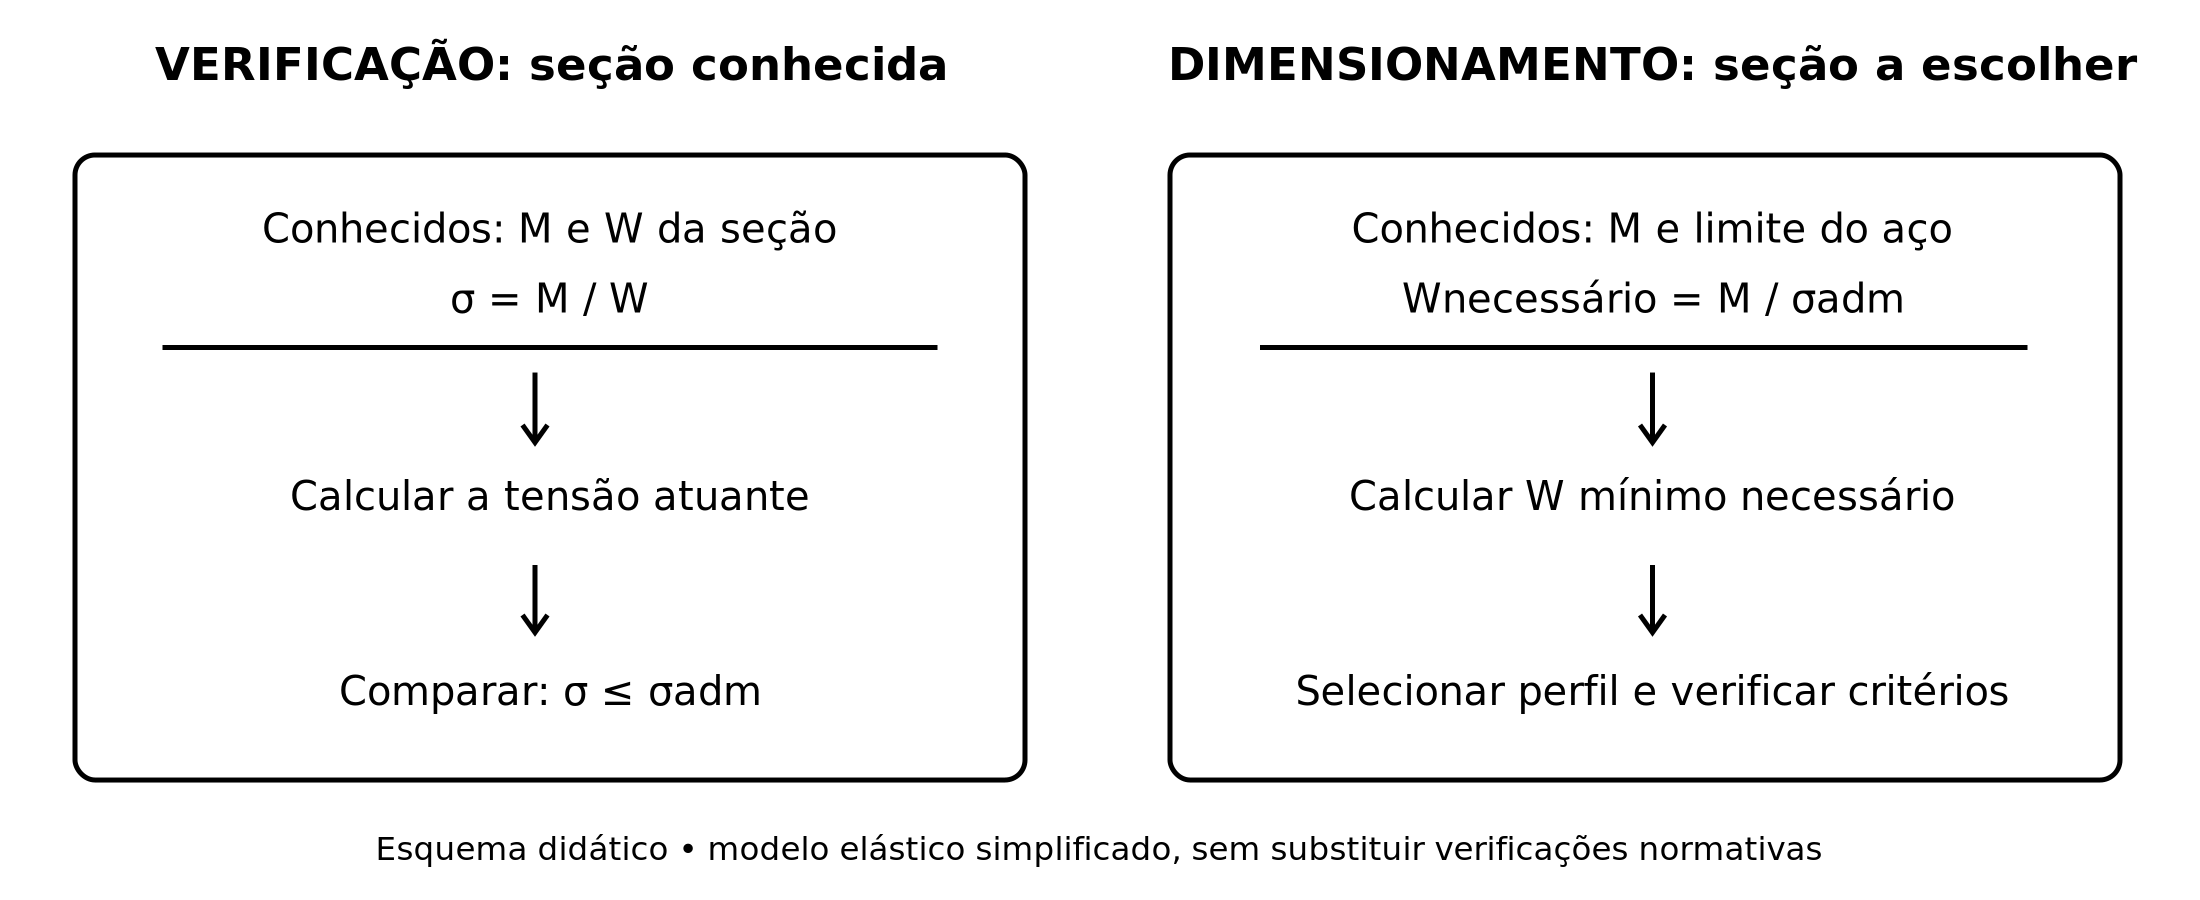 VERIFICAÇÃO: seção conhecida
Conhecidos: M e W da seção
σ = M / W
Calcular a tensão atuante
Comparar: σ ≤ σadm
DIMENSIONAMENTO: seção a escolher
Conhecidos: M e limite do aço
Wnecessário = M / σadm
Calcular W mínimo necessário
Selecionar perfil e verificar critérios
Esquema didático • modelo elástico simplificado, sem substituir verificações normativas